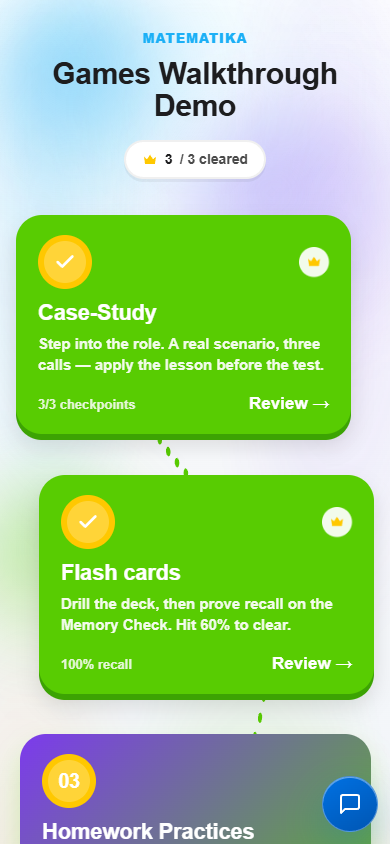 MATEMATIKA
Games Walkthrough
Demo
3 / 3 cleared
Case-Study
Step into the role. A real scenario, three
calls — apply the lesson before the test.
3/3 checkpoints
Review →
Flash cards
Drill the deck, then prove recall on the
Memory Check. Hit 60% to clear.
100% recall
Review →
03
Homework Practices